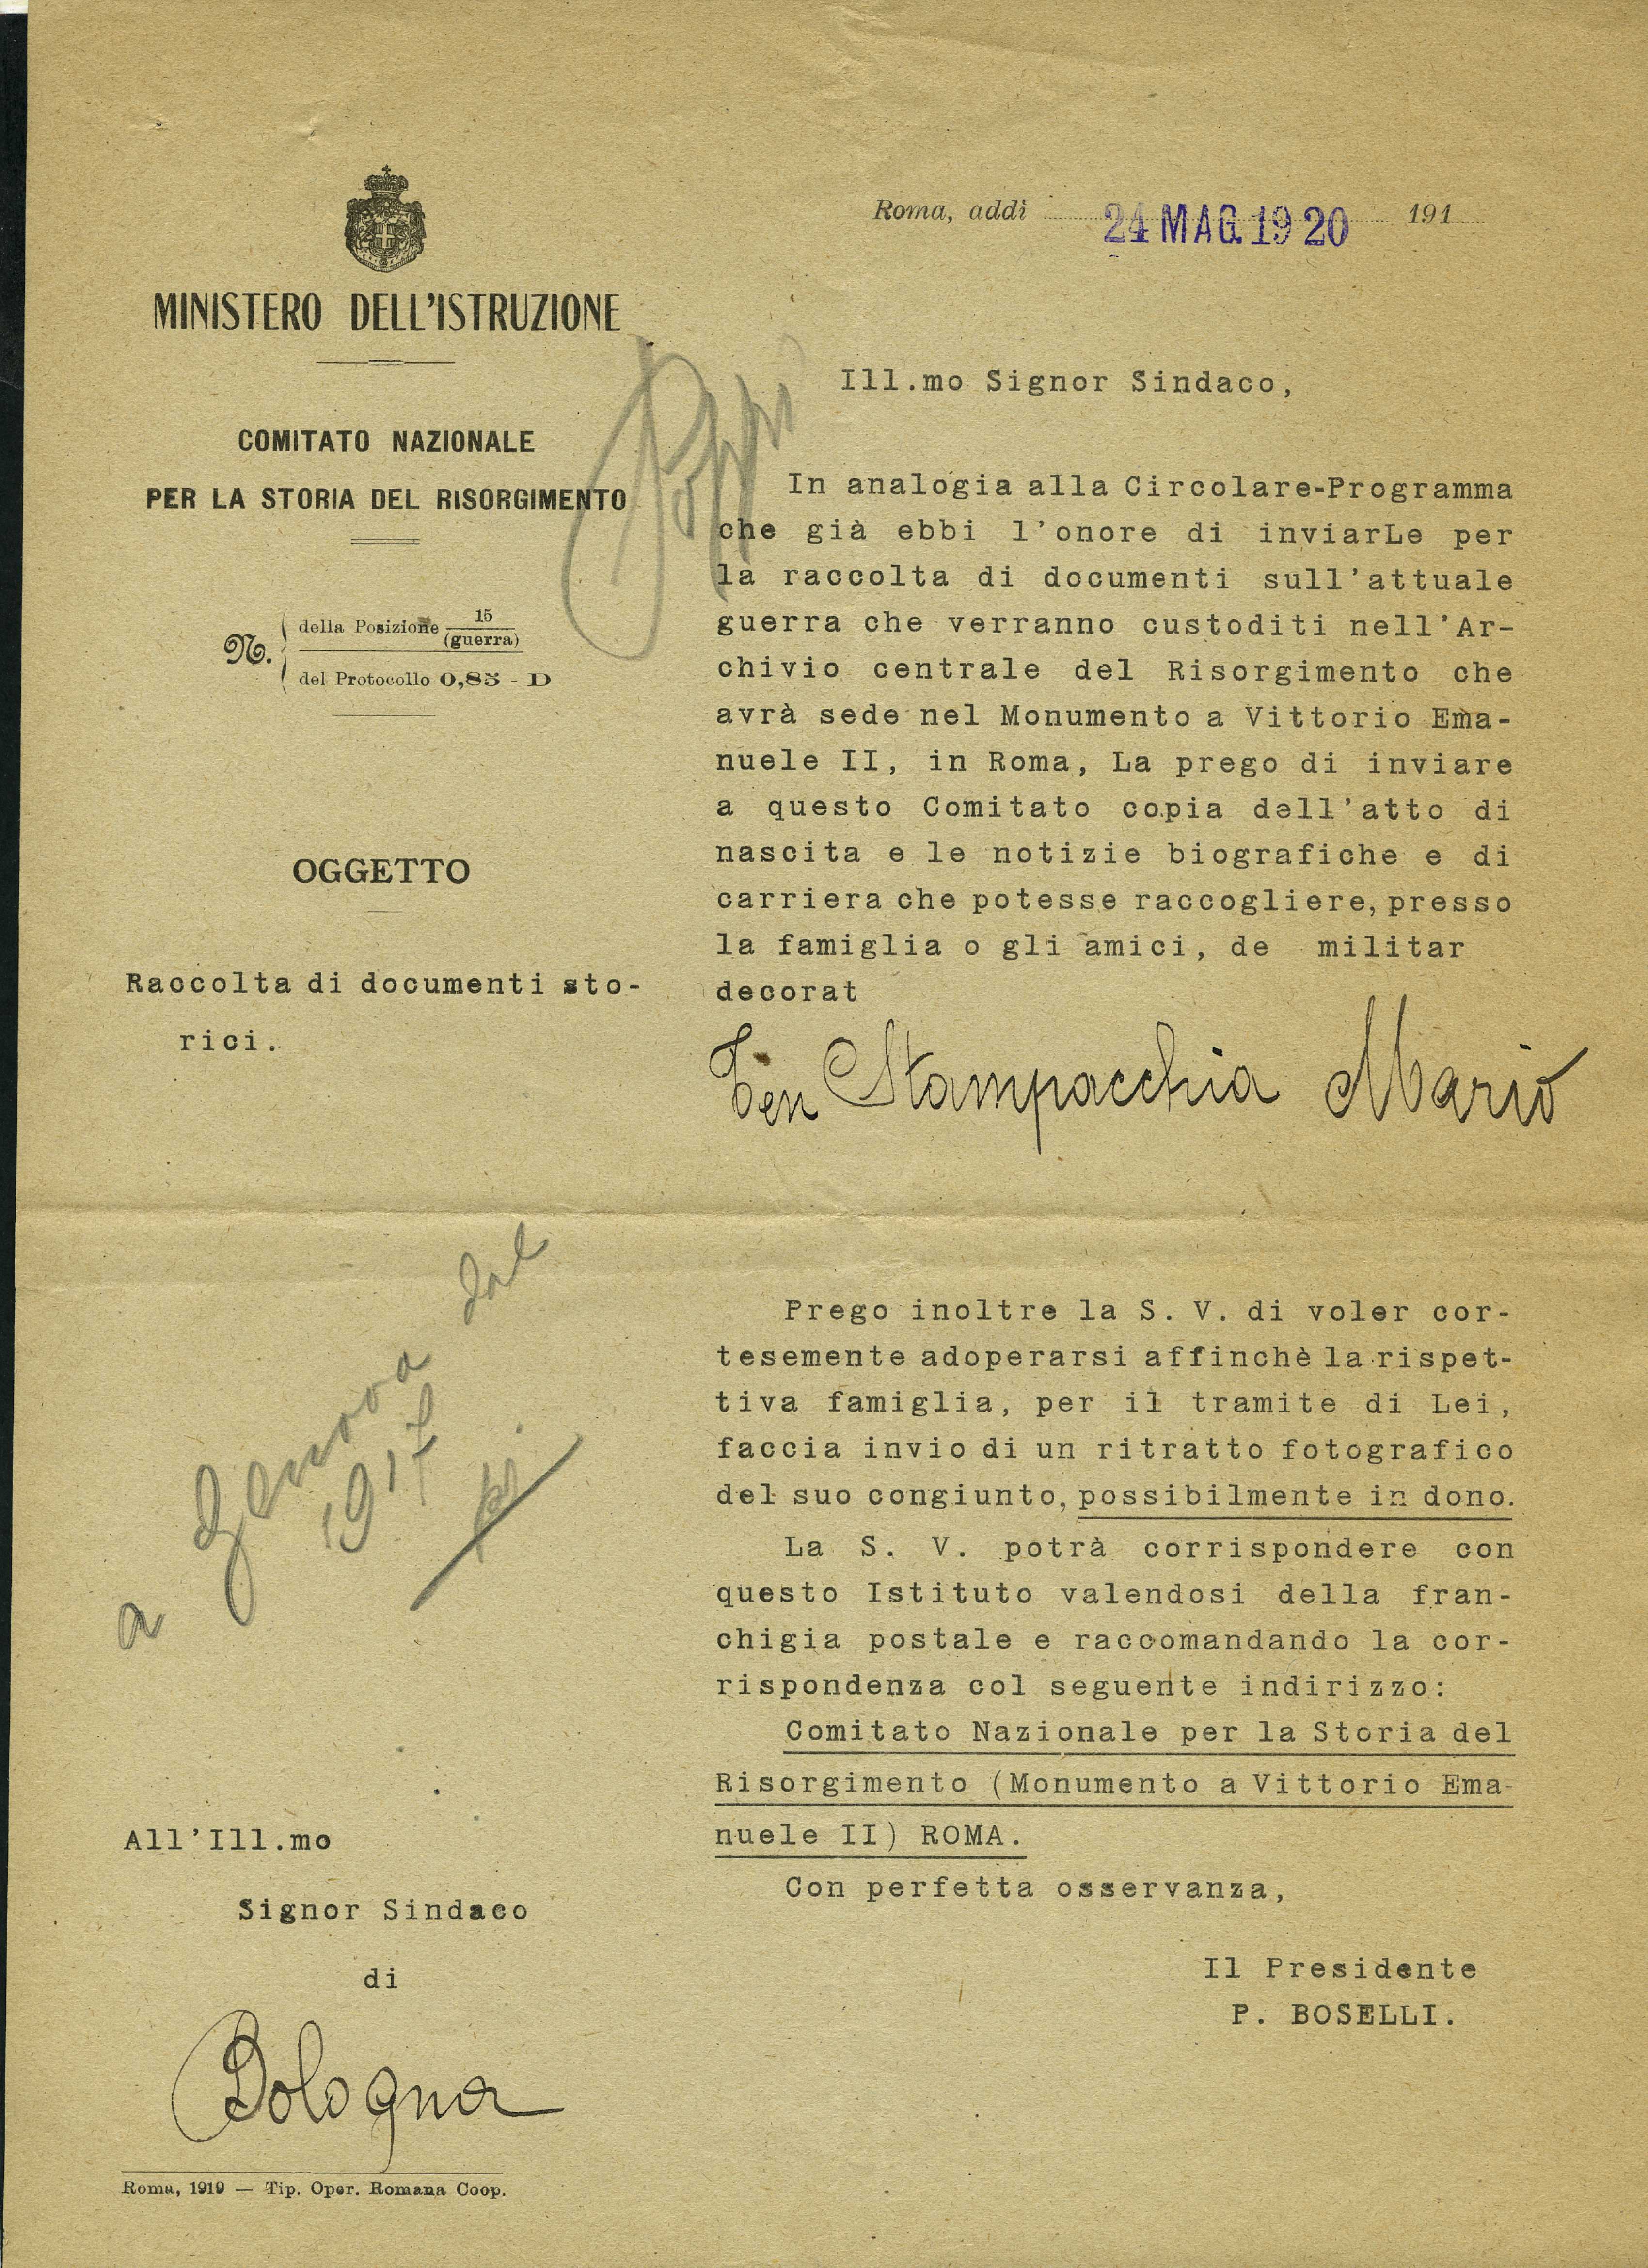 Roma, addì 24 MAG. 1920 191
MINISTERO DELL'ISTRUZIONE
COMITATO NAZIONALE
PER LA STORIA DEL RISORGIMENTO
N. della Posizione 15 (guerra)
del Protocollo 0,85 - D
OGGETTO
Raccolta di documenti sto-
rici.
Poppi
Ill.mo Signor Sindaco,
In analogia alla Circolare-Programma
che già ebbi l'onore di inviarLe per
la raccolta di documenti sull'attuale
guerra che verranno custoditi nell'Ar-
chivio centrale del Risorgimento che
avrà sede nel Monumento a Vittorio Ema-
nuele II, in Roma, La prego di inviare
a questo Comitato copia dell'atto di
nascita e le notizie biografiche e di
carriera che potesse raccogliere, presso
la famiglia o gli amici, de militar
decorat
Ten Stampacchia Mario
Prego inoltre la S. V. di voler cor-
tesemente adoperarsi affinchè la rispet-
tiva famiglia, per il tramite di Lei,
faccia invio di un ritratto fotografico
del suo congiunto, possibilmente in dono.
La S. V. potrà corrispondere con
questo Istituto valendosi della fran-
chigia postale e raccomandando la cor-
rispondenza col seguente indirizzo:
Comitato Nazionale per la Storia del
Risorgimento (Monumento a Vittorio Ema-
nuele II) ROMA.
Con perfetta osservanza,
Il Presidente
P. BOSELLI.
a Genova dal
1917
All'Ill.mo
Signor Sindaco
di
Bologna
Roma, 1919 — Tip. Oper. Romana Coop.